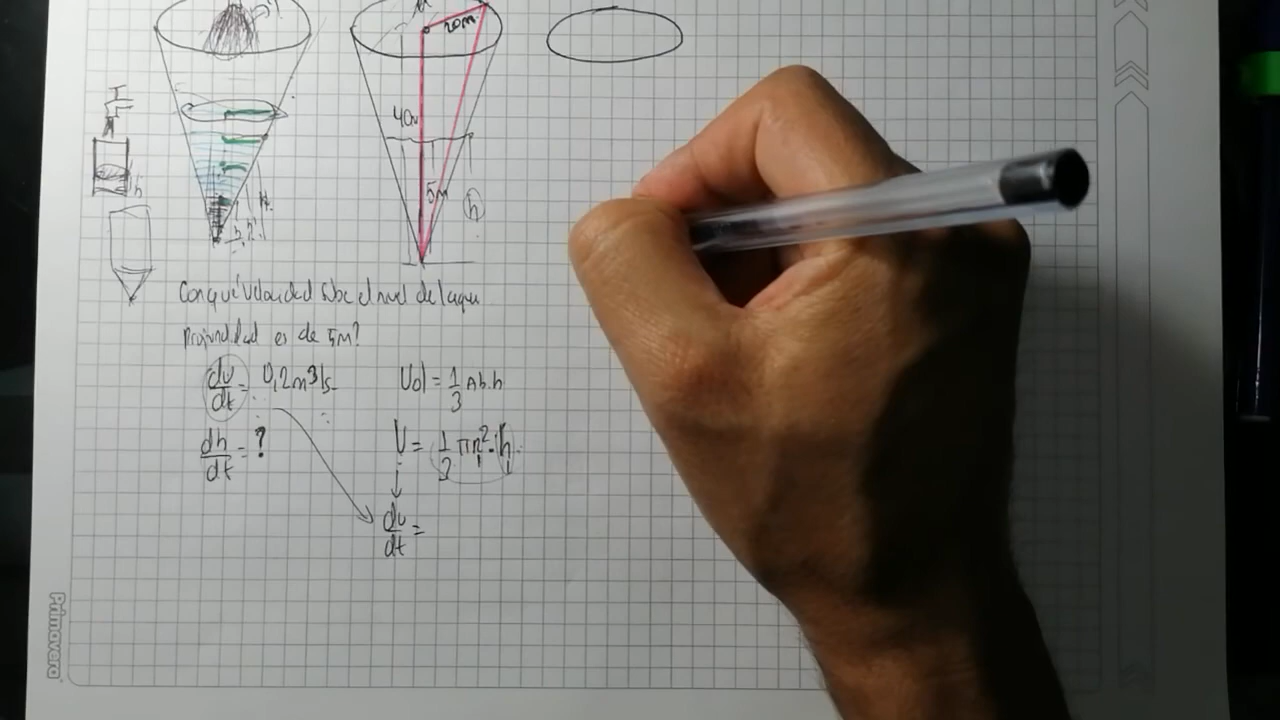 20m
40m
5m
h
h
Con qué velocidad sube el nivel del agua
profundidad es de 5m?
dv/dt = 0,2m³/s
Vol = 1/3 Ab.h
dh/dt = ?
V = 1/3 πr².h
dv/dt =
Primavera